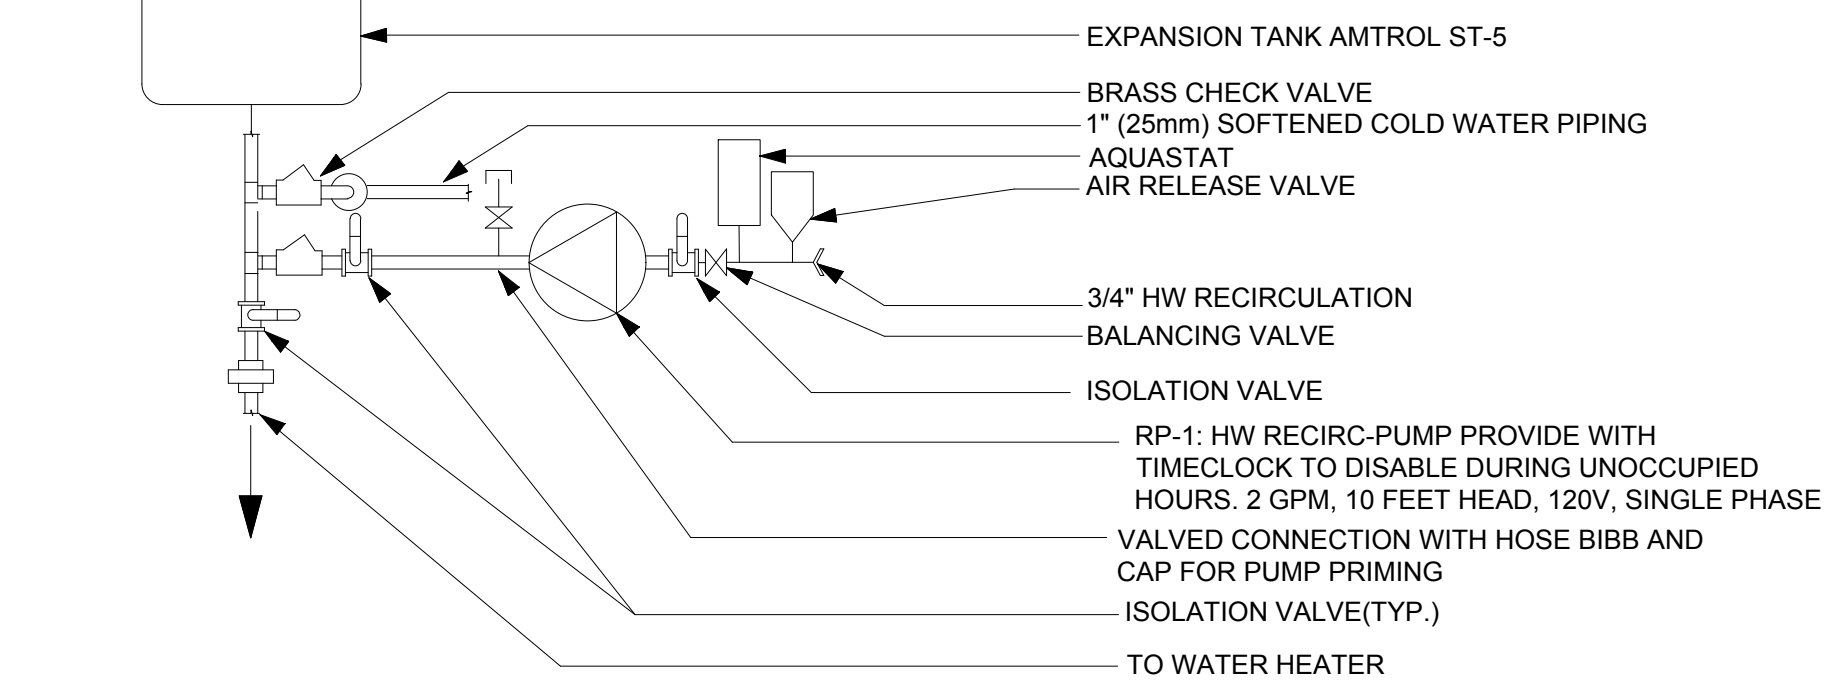 EXPANSION TANK AMTROL ST-5
BRASS CHECK VALVE
1" (25mm) SOFTENED COLD WATER PIPING
AQUASTAT
AIR RELEASE VALVE
3/4" HW RECIRCULATION
BALANCING VALVE
ISOLATION VALVE
RP-1: HW RECIRC-PUMP PROVIDE WITH
TIMECLOCK TO DISABLE DURING UNOCCUPIED
HOURS. 2 GPM, 10 FEET HEAD, 120V, SINGLE PHASE
VALVED CONNECTION WITH HOSE BIBB AND
CAP FOR PUMP PRIMING
ISOLATION VALVE(TYP.)
TO WATER HEATER